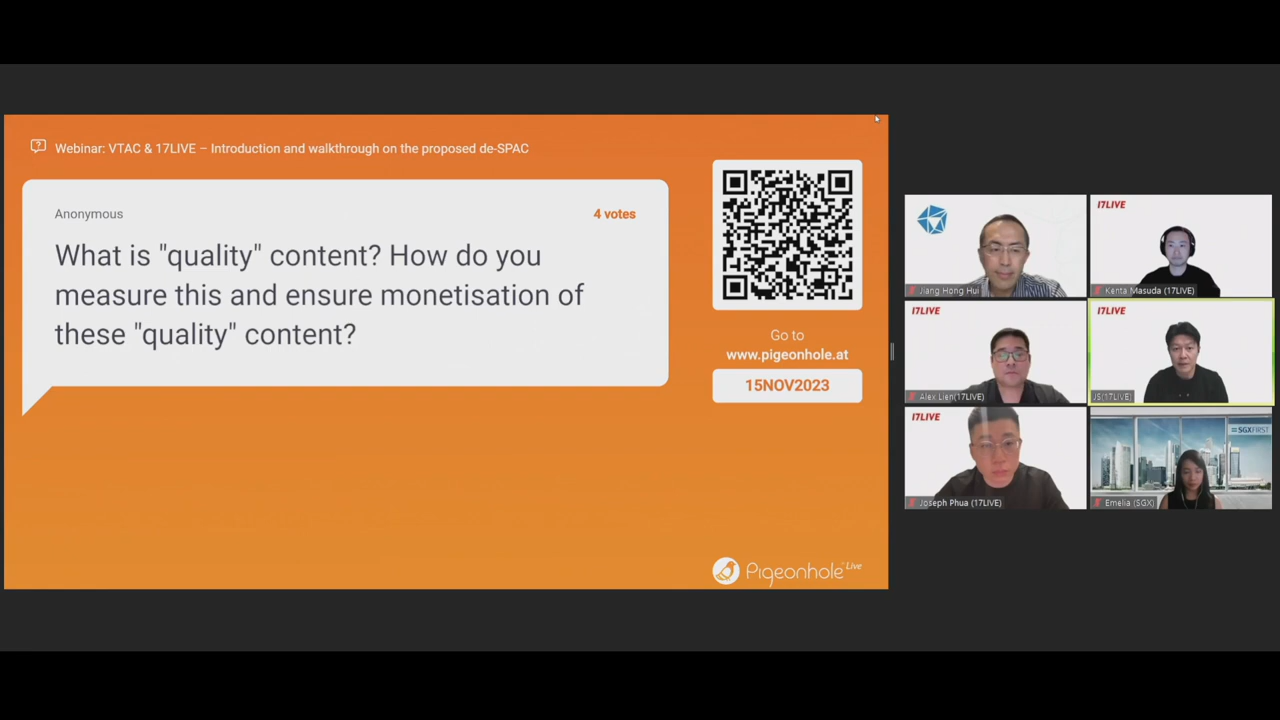 Webinar: VTAC & 17LIVE – Introduction and walkthrough on the proposed de-SPAC
Anonymous
4 votes
What is "quality" content? How do you
measure this and ensure monetisation of
these "quality" content?
Go to
www.pigeonhole.at
15NOV2023
Pigeonhole Live
Jiang Hong Hui
17LIVE
Kenta Masuda (17LIVE)
17LIVE
Alex Lien(17LIVE)
17LIVE
JS(17LIVE)
17LIVE
Joseph Phua (17LIVE)
SGXFIRST
Emelia (SGX)